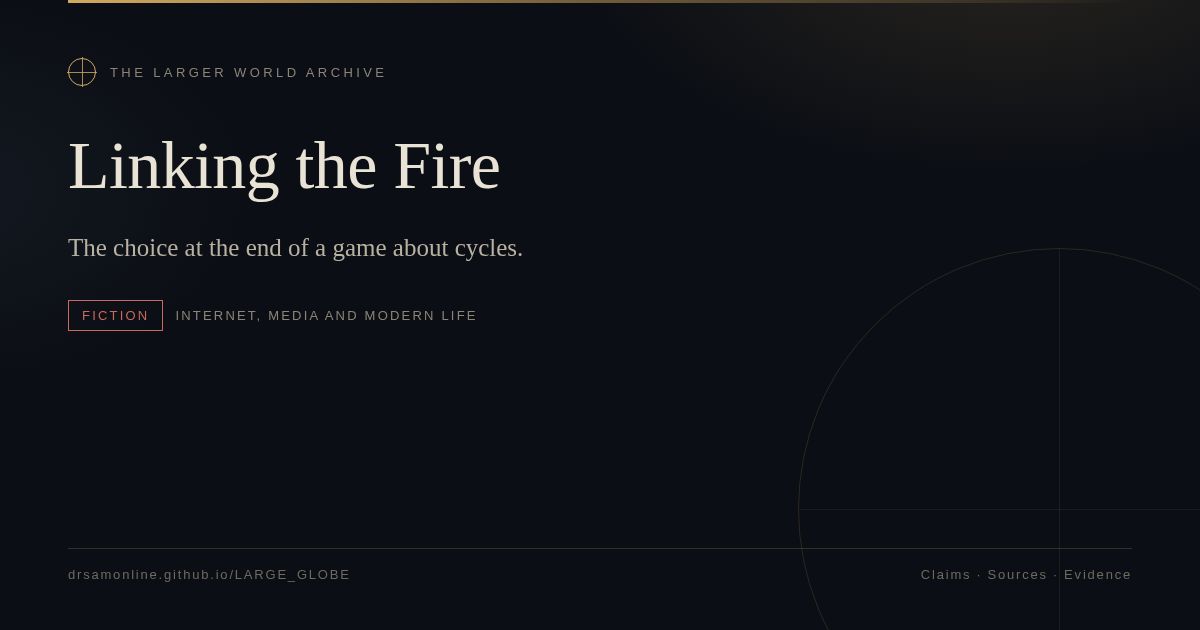 THE LARGER WORLD ARCHIVE
Linking the Fire
The choice at the end of a game about cycles.
FICTION INTERNET, MEDIA AND MODERN LIFE
drsamonline.github.io/LARGE_GLOBE Claims · Sources · Evidence